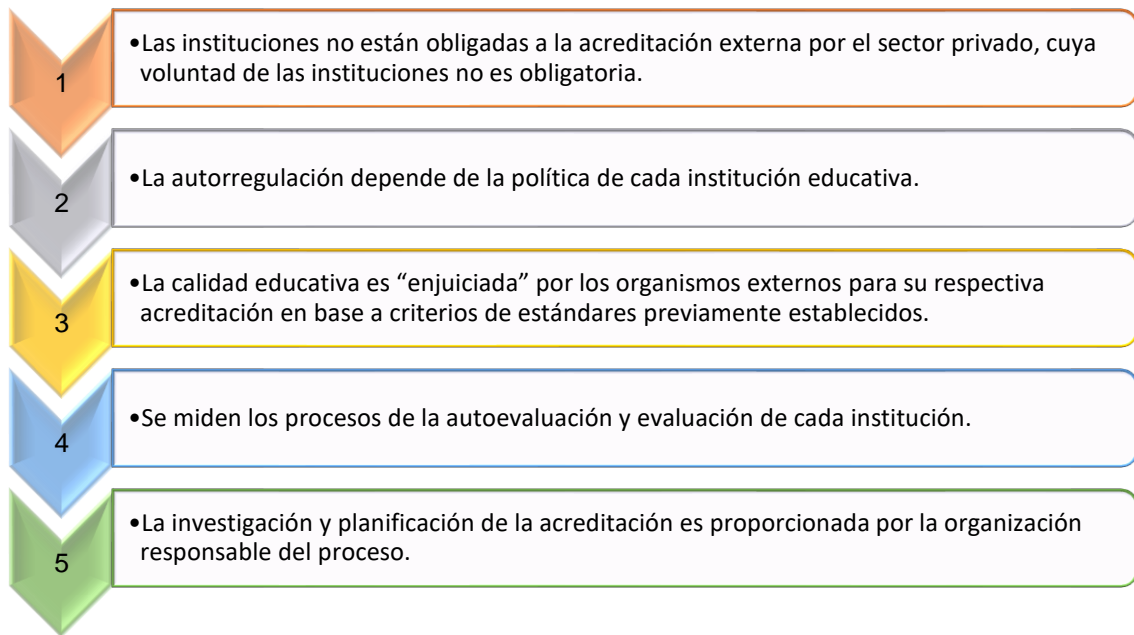 1
•Las instituciones no están obligadas a la acreditación externa por el sector privado, cuya
voluntad de las instituciones no es obligatoria.
2
•La autorregulación depende de la política de cada institución educativa.
3
•La calidad educativa es “enjuiciada” por los organismos externos para su respectiva
acreditación en base a criterios de estándares previamente establecidos.
4
•Se miden los procesos de la autoevaluación y evaluación de cada institución.
5
•La investigación y planificación de la acreditación es proporcionada por la organización
responsable del proceso.